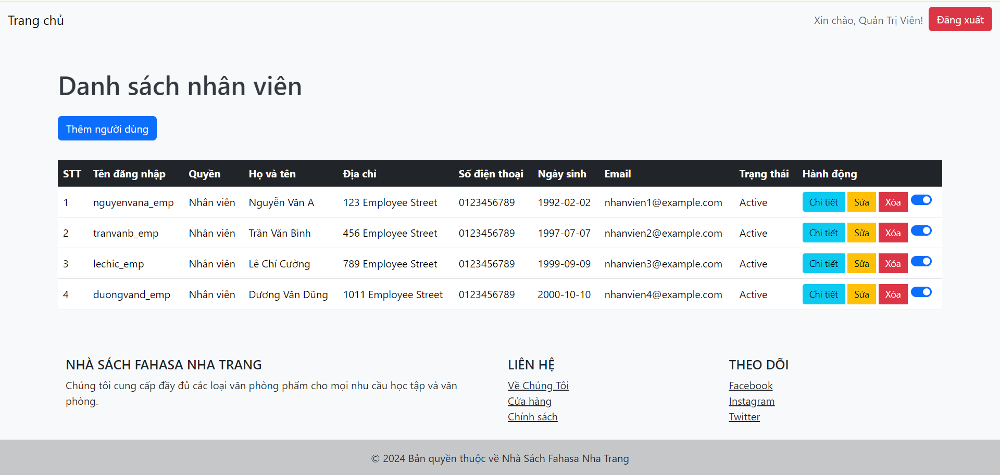 Trang chủ
Xin chào, Quản Trị Viên! Đăng xuất
Danh sách nhân viên
Thêm người dùng
STT Tên đăng nhập Quyền Họ và tên Địa chỉ Số điện thoại Ngày sinh Email Trạng thái Hành động
1 nguyenvana_emp Nhân viên Nguyễn Văn A 123 Employee Street 0123456789 1992-02-02 nhanvien1@example.com Active Chi tiết Sửa Xóa
2 tranvanb_emp Nhân viên Trần Văn Bình 456 Employee Street 0123456789 1997-07-07 nhanvien2@example.com Active Chi tiết Sửa Xóa
3 lechic_emp Nhân viên Lê Chí Cường 789 Employee Street 0123456789 1999-09-09 nhanvien3@example.com Active Chi tiết Sửa Xóa
4 duongvand_emp Nhân viên Dương Văn Dũng 1011 Employee Street 0123456789 2000-10-10 nhanvien4@example.com Active Chi tiết Sửa Xóa
NHÀ SÁCH FAHASA NHA TRANG
Chúng tôi cung cấp đầy đủ các loại văn phòng phẩm cho mọi nhu cầu học tập và văn
phòng.
LIÊN HỆ
Về Chúng Tôi
Cửa hàng
Chính sách
THEO DÕI
Facebook
Instagram
Twitter
© 2024 Bản quyền thuộc về Nhà Sách Fahasa Nha Trang